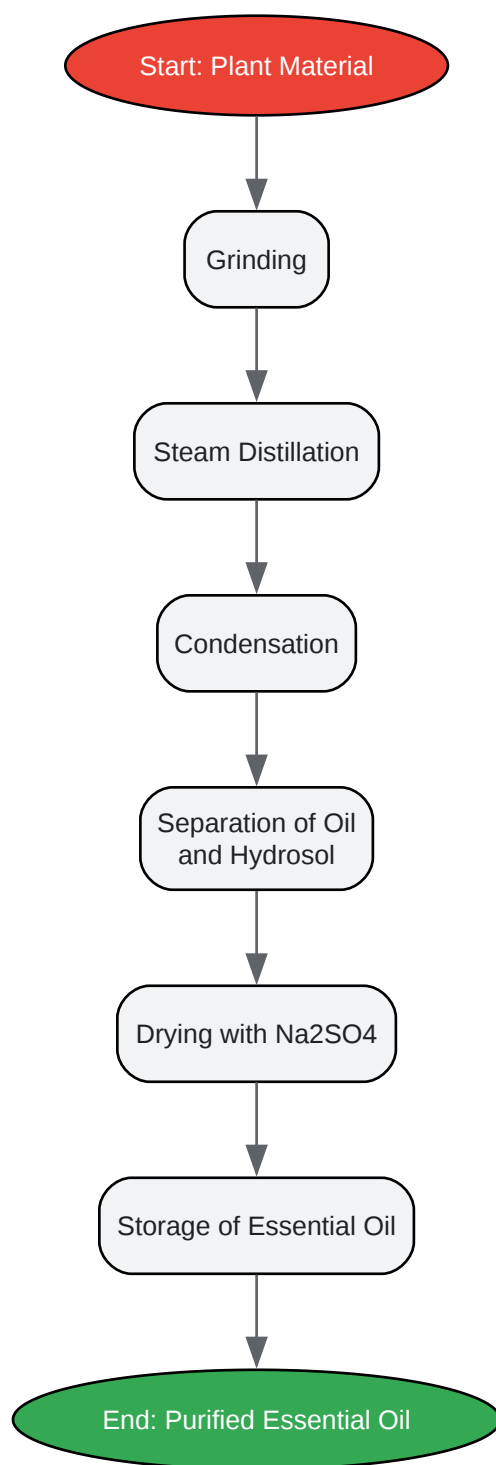 Start: Plant Material
Grinding
Steam Distillation
Condensation
Separation of Oil
and Hydrosol
Drying with Na2SO4
Storage of Essential Oil
End: Purified Essential Oil